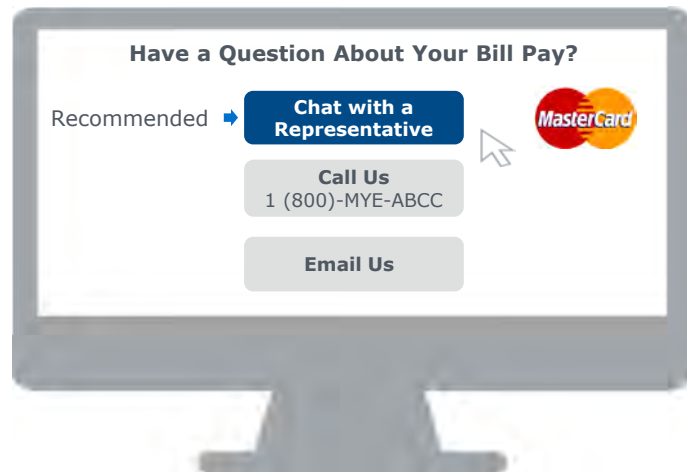 Have a Question About Your Bill Pay?
Recommended
Chat with a
Representative
MasterCard
Call Us
1 (800)-MYE-ABCC
Email Us